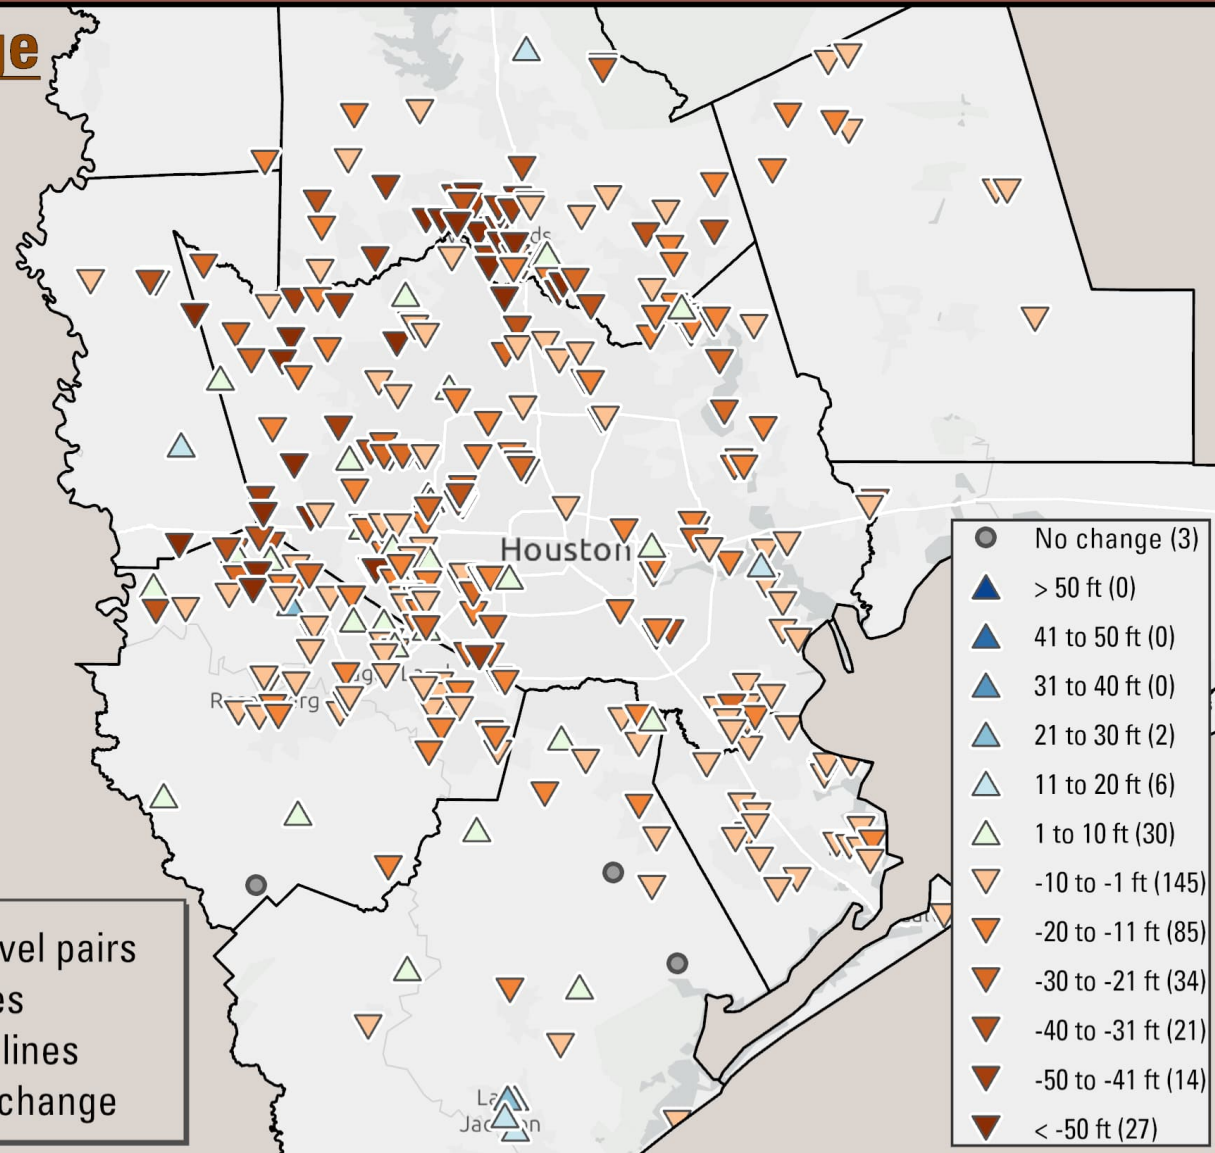 ge
Houston
No change (3)
> 50 ft (0)
41 to 50 ft (0)
31 to 40 ft (0)
21 to 30 ft (2)
11 to 20 ft (6)
1 to 10 ft (30)
-10 to -1 ft (145)
-20 to -11 ft (85)
-30 to -21 ft (34)
-40 to -31 ft (21)
-50 to -41 ft (14)
< -50 ft (27)
vel pairs
es
lines
change